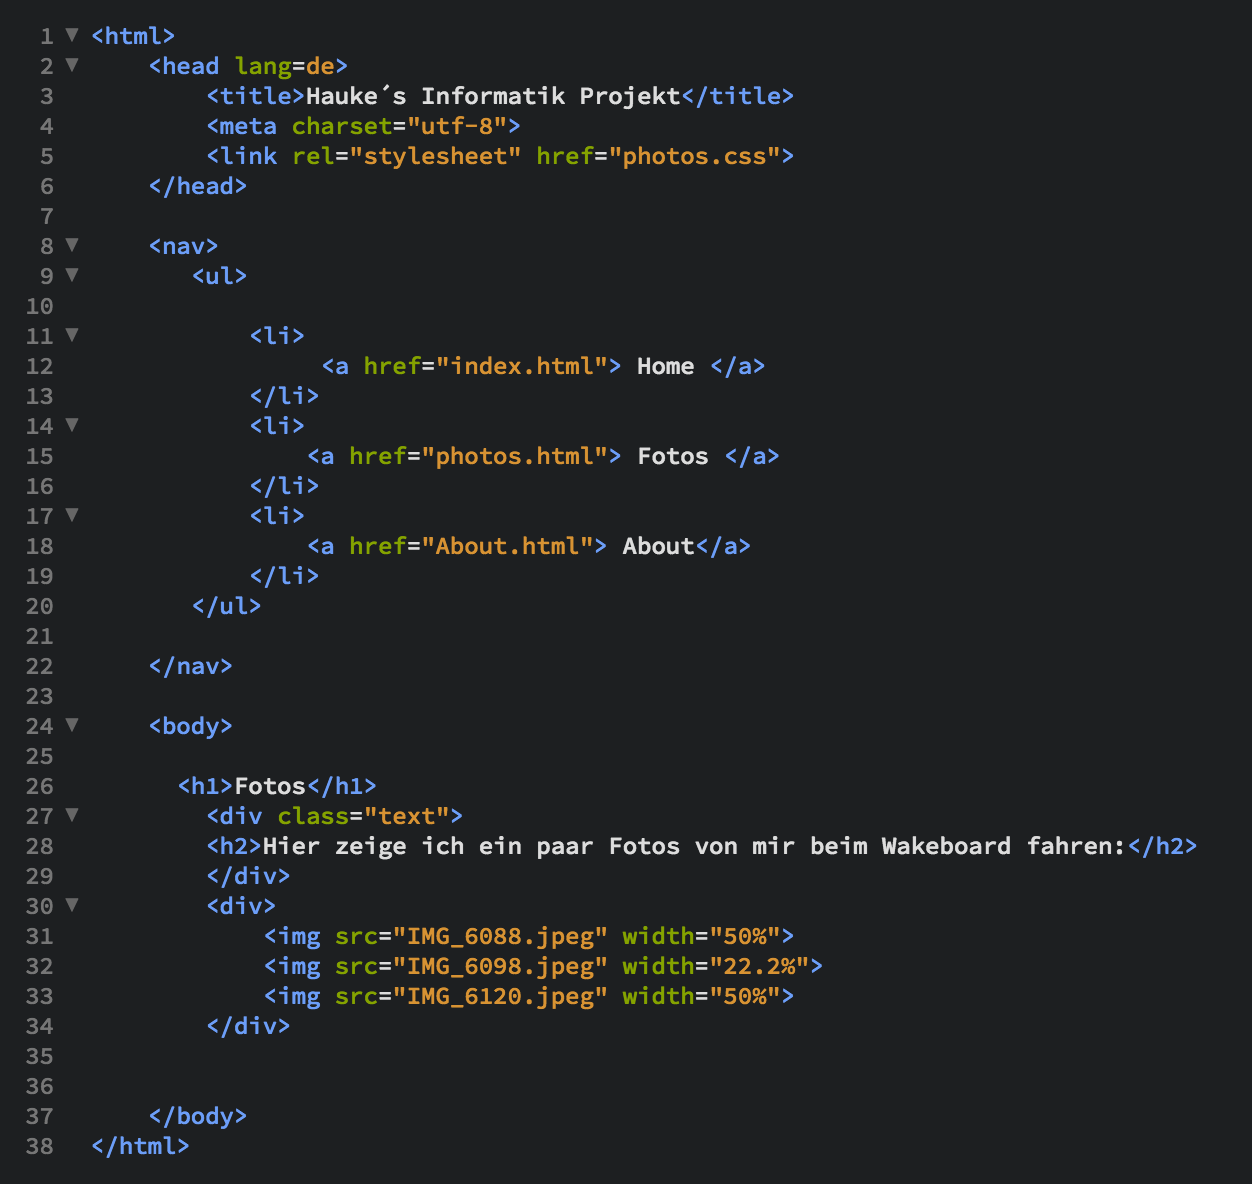 1 ▼ <html>
2 ▼     <head lang=de>
3         <title>Hauke´s Informatik Projekt</title>
4         <meta charset="utf-8">
5         <link rel="stylesheet" href="photos.css">
6     </head>
7
8 ▼     <nav>
9 ▼        <ul>
10
11 ▼            <li>
12                 <a href="index.html"> Home </a>
13            </li>
14 ▼            <li>
15                <a href="photos.html"> Fotos </a>
16            </li>
17 ▼            <li>
18                <a href="About.html"> About</a>
19            </li>
20        </ul>
21
22     </nav>
23
24 ▼     <body>
25
26       <h1>Fotos</h1>
27 ▼         <div class="text">
28         <h2>Hier zeige ich ein paar Fotos von mir beim Wakeboard fahren:</h2>
29         </div>
30 ▼         <div>
31             <img src="IMG_6088.jpeg" width="50%">
32             <img src="IMG_6098.jpeg" width="22.2%">
33             <img src="IMG_6120.jpeg" width="50%">
34         </div>
35
36
37     </body>
38 </html>